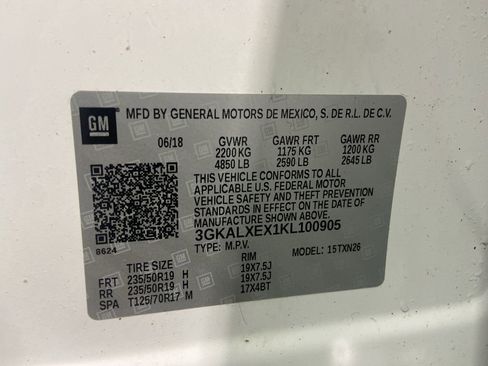 GM
MFD BY GENERAL MOTORS DE MEXICO, S. DE R.L. DE C.V.
06/18 GVWR GAWR FRT GAWR RR
2200 KG 1175 KG 1200 KG
4850 LB 2590 LB 2645 LB
THIS VEHICLE CONFORMS TO ALL
APPLICABLE U.S. FEDERAL MOTOR
VEHICLE SAFETY AND THEFT PREVENTION
STANDARDS IN EFFECT ON THE DATE OF
MANUFACTURE SHOWN ABOVE.
3GKALXEX1KL100905
8624 TYPE: M.P.V. MODEL: 15TXN26
TIRE SIZE RIM
FRT 235/50R19 H 19X7.5J
RR 235/50R19 H 19X7.5J
SPA T125/70R17 M 17X4BT